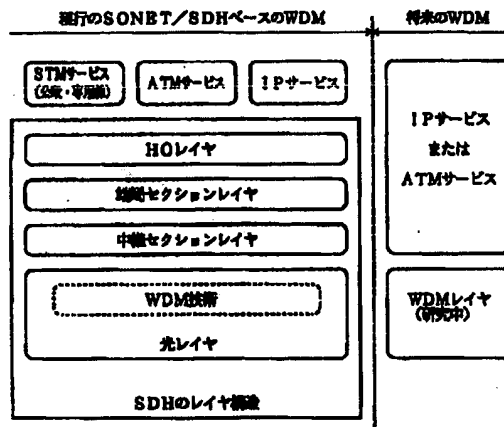 現行のSONET/SDHベースのWDM
将来のWDM
STMサービス
(公衆・専用線)
ATMサービス
IPサービス
HOレイヤ
端局セクションレイヤ
中継セクションレイヤ
WDM技術
光レイヤ
SDHのレイヤ構造
IPサービス
または
ATMサービス
WDMレイヤ
(研究中)